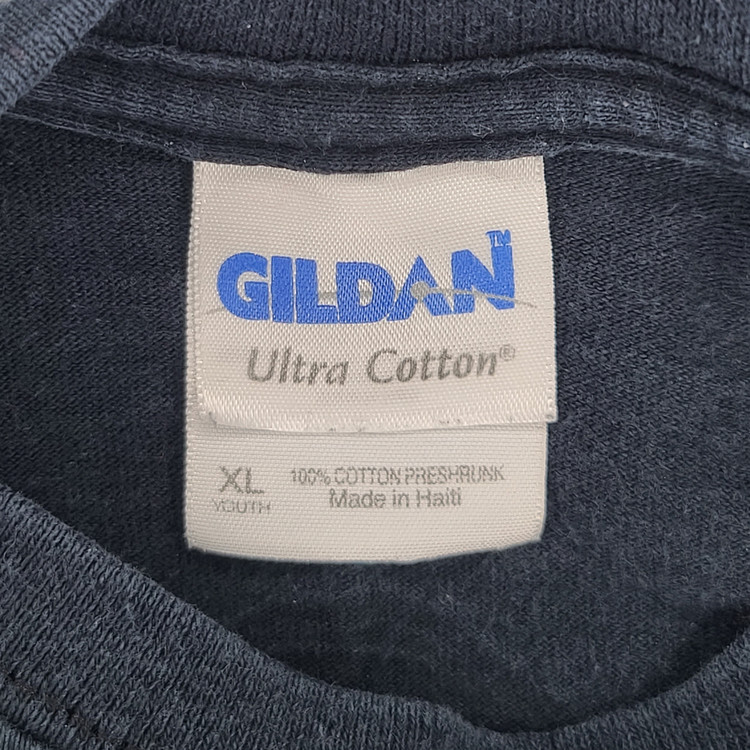 GILDAN™
Ultra Cotton®
XL
YOUTH
100% COTTON PRESHRUNK
Made in Haiti